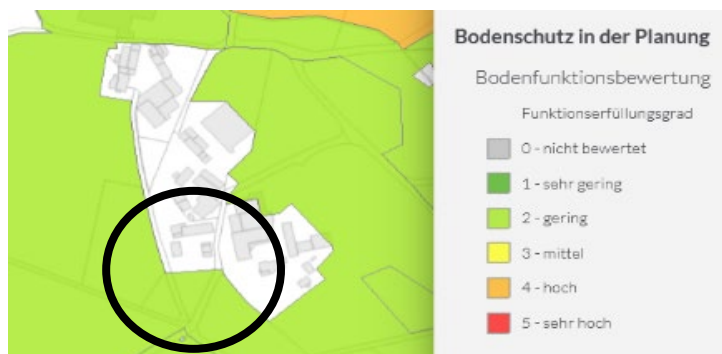 Bodenschutz in der Planung
Bodenfunktionsbewertung
Funktionserfüllungsgrad
0 - nicht bewertet
1 - sehr gering
2 - gering
3 - mittel
4 - hoch
5 - sehr hoch